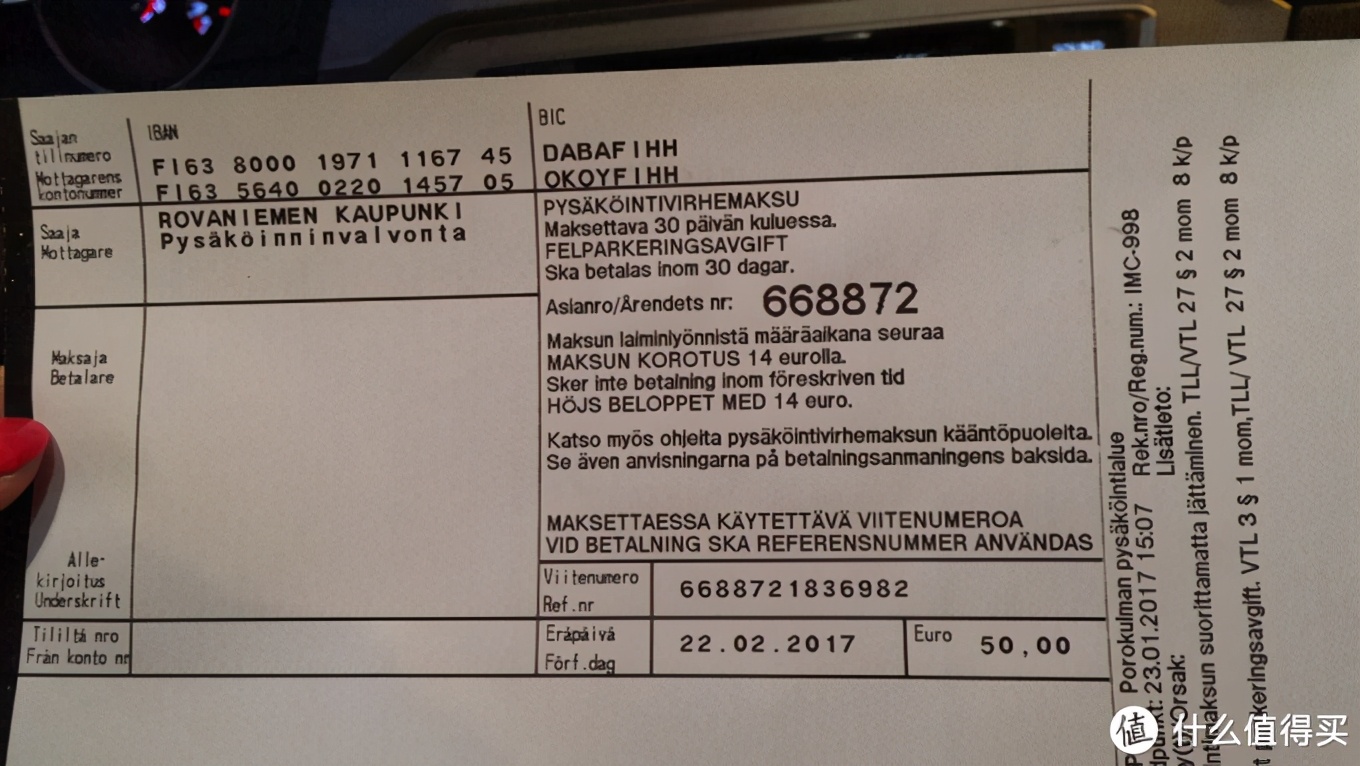 Saajan
tilinumero
Mottagarens
kontonummer
IBAN
FI63 8000 1971 1167 45
FI63 5640 0220 1457 05
BIC
DABAFIHH
OKOYFIHH
Saaja
Mottagare
ROVANIEMEN KAUPUNKI
Pysäköinninvalvonta
PYSÄKÖINTIVIRHEMAKSU
Maksettava 30 päivän kuluessa.
FELPARKERINGSAVGIFT
Ska betalas inom 30 dagar.
Asianro/Ärendets nr: 668872
Maksun laiminlyönnistä määräaikana seuraa
MAKSUN KOROTUS 14 eurolla.
Sker inte betalning inom föreskriven tid
HÖJS BELOPPET MED 14 euro.
Katso myös ohjeita pysäköintivirhemaksun kääntöpuolelta.
Se även anvisningarna på betalningsanmaningens baksida.
MAKSETTAESSA KÄYTETTÄVÄ VIITENUMEROA
VID BETALNING SKA REFERENSNUMMER ANVÄNDAS
Maksaja
Betalare
Alle-
kirjoitus
Underskrift
Viitenumero
Ref.nr
6688721836982
Tililtä nro
Från konto nr
Eräpäivä
Förf.dag
22.02.2017
Euro
50,00
Porokulman pysäköintialue
23.01.2017 15:07 Rek.nro/Reg.num.: IMC-998
Orsak: Lisätieto:
maksun suorittamatta jättäminen. TLL/VTL 27 § 2 mom 8 k/p
keringsavgift. VTL 3 § 1 mom,TLL/ VTL 27 § 2 mom 8 k/p
值 什么值得买